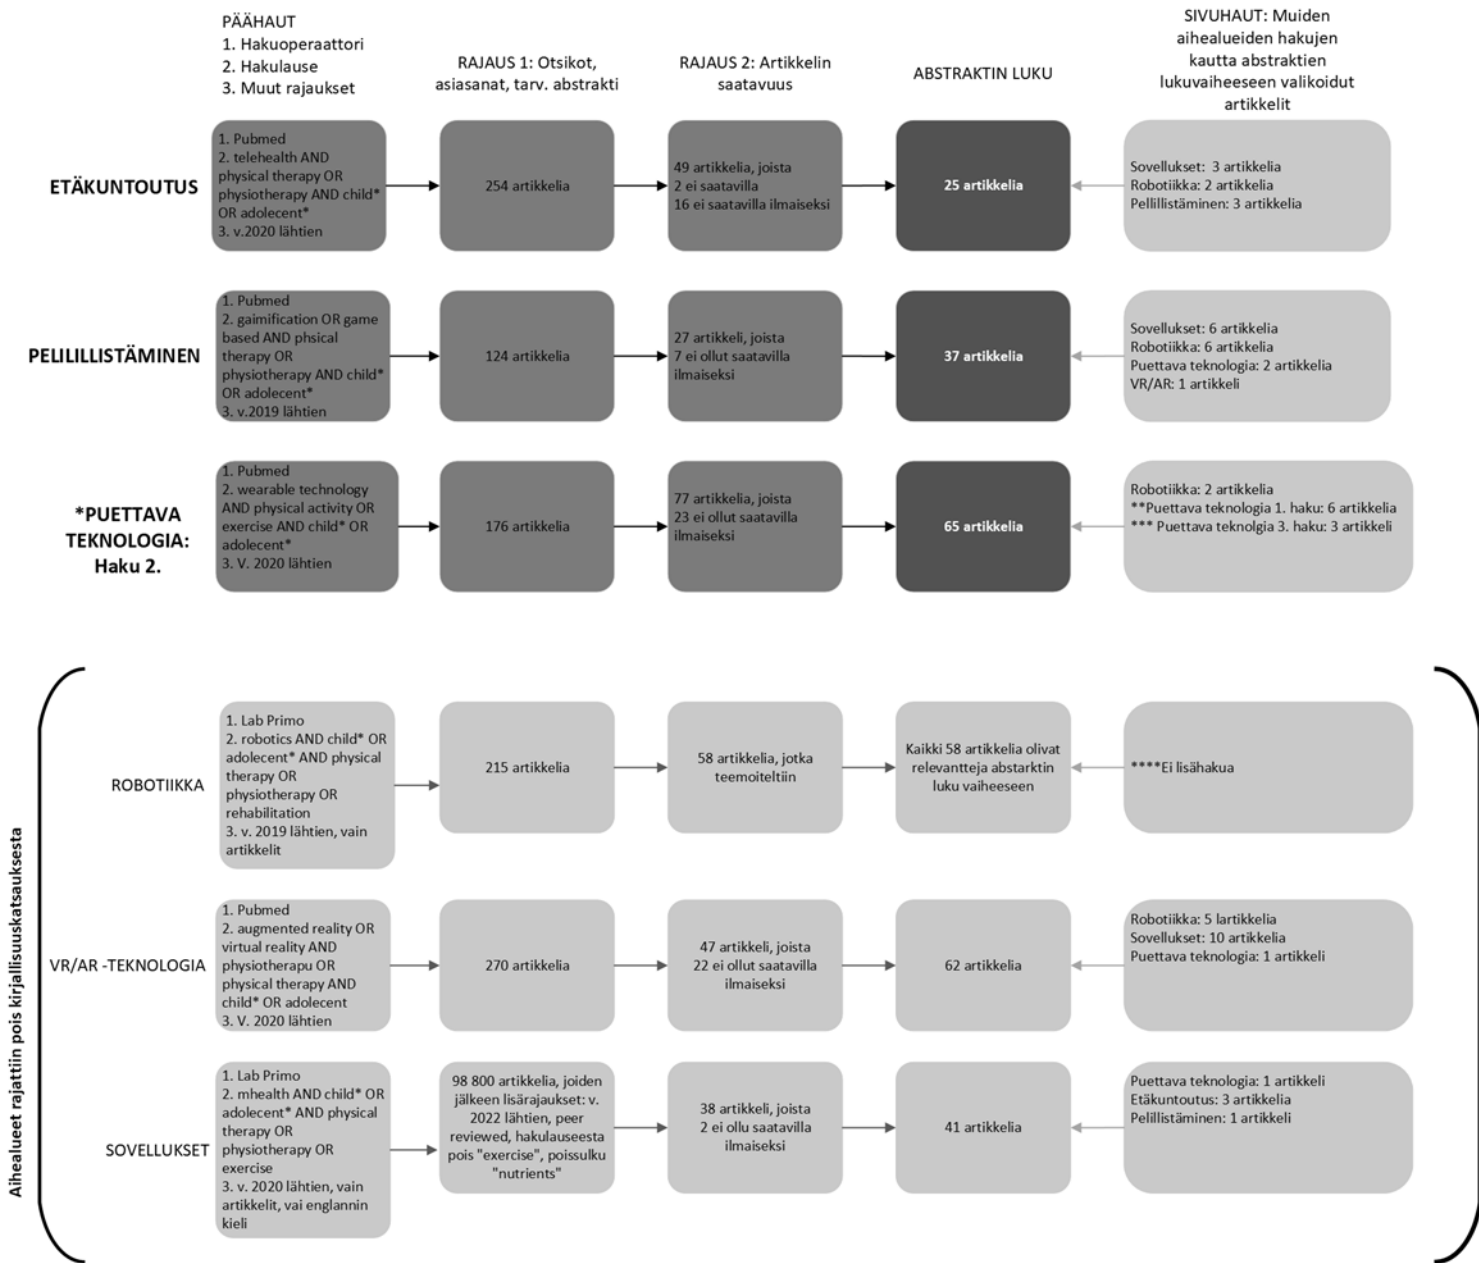 PÄÄHAUT
1. Hakuoperaattori
2. Hakulause
3. Muut rajaukset
RAJAUS 1: Otsikot,
asiasanat, tarv. abstrakti
RAJAUS 2: Artikkelin
saatavuus
ABSTRAKTIN LUKU
SIVUHAUT: Muiden
aihealueiden hakujen
kautta abstraktien
lukuvaiheeseen valikoidut
artikkelit
ETÄKUNTOUTUS
1. Pubmed
2. telehealth AND
physical therapy OR
physiotherapy AND child*
OR adolecent*
3. v.2020 lähtien
254 artikkelia
49 artikkelia, joista
2 ei saatavilla
16 ei saatavilla ilmaiseksi
25 artikkelia
Sovellukset: 3 artikkelia
Robotiikka: 2 artikkelia
Pellillistäminen: 3 artikkelia
PELILILLISTÄMINEN
1. Pubmed
2. gaimification OR game
based AND phsical
therapy OR
physiotherapy AND child*
OR adolecent*
3. v.2019 lähtien
124 artikkelia
27 artikkeli, joista
7 ei ollut saatavilla
ilmaiseksi
37 artikkelia
Sovellukset: 6 artikkelia
Robotiikka: 6 artikkelia
Puettava teknologia: 2 artikkelia
VR/AR: 1 artikkeli
*PUETTAVA
TEKNOLOGIA:
Haku 2.
1. Pubmed
2. wearable technology
AND physical activity OR
exercise AND child* OR
adolecent*
3. V. 2020 lähtien
176 artikkelia
77 artikkelia, joista
23 ei ollut saatavilla
ilmaiseksi
65 artikkelia
Robotiikka: 2 artikkelia
**Puettava teknologia 1. haku: 6 artikkelia
*** Puettava teknolgia 3. haku: 3 artikkeli
Aihealueet rajattiin pois kirjallisuuskatsauksesta
ROBOTIIKKA
1. Lab Primo
2. robotics AND child* OR
adolecent* AND physical
therapy OR
physiotherapy OR
rehabilitation
3. v. 2019 lähtien, vain
artikkelit
215 artikkelia
58 artikkelia, jotka
teemoiteltiin
Kaikki 58 artikkelia olivat
relevantteja abstarktin
luku vaiheeseen
****Ei lisähakua
VR/AR -TEKNOLOGIA
1. Pubmed
2. augmented reality OR
virtual reality AND
physiotherapu OR
physical therapy AND
child* OR adolecent
3. V. 2020 lähtien
270 artikkelia
47 artikkeli, joista
22 ei ollut saatavilla
ilmaiseksi
62 artikkelia
Robotiikka: 5 lartikkelia
Sovellukset: 10 artikkelia
Puettava teknologia: 1 artikkeli
SOVELLUKSET
1. Lab Primo
2. mhealth AND child* OR
adolecent* AND physical
therapy OR
physiotherapy OR
exercise
3. v. 2020 lähtien, vain
artikkelit, vai englannin
kieli
98 800 artikkelia, joiden
jälkeen lisärajaukset: v.
2022 lähtien, peer
reviewed, hakulauseesta
pois "exercise", poissulku
"nutrients"
38 artikkeli, joista
2 ei ollu saatavilla
ilmaiseksi
41 artikkelia
Puettava teknologia: 1 artikkeli
Etäkuntoutus: 3 artikkelia
Pelillistäminen: 1 artikkeli